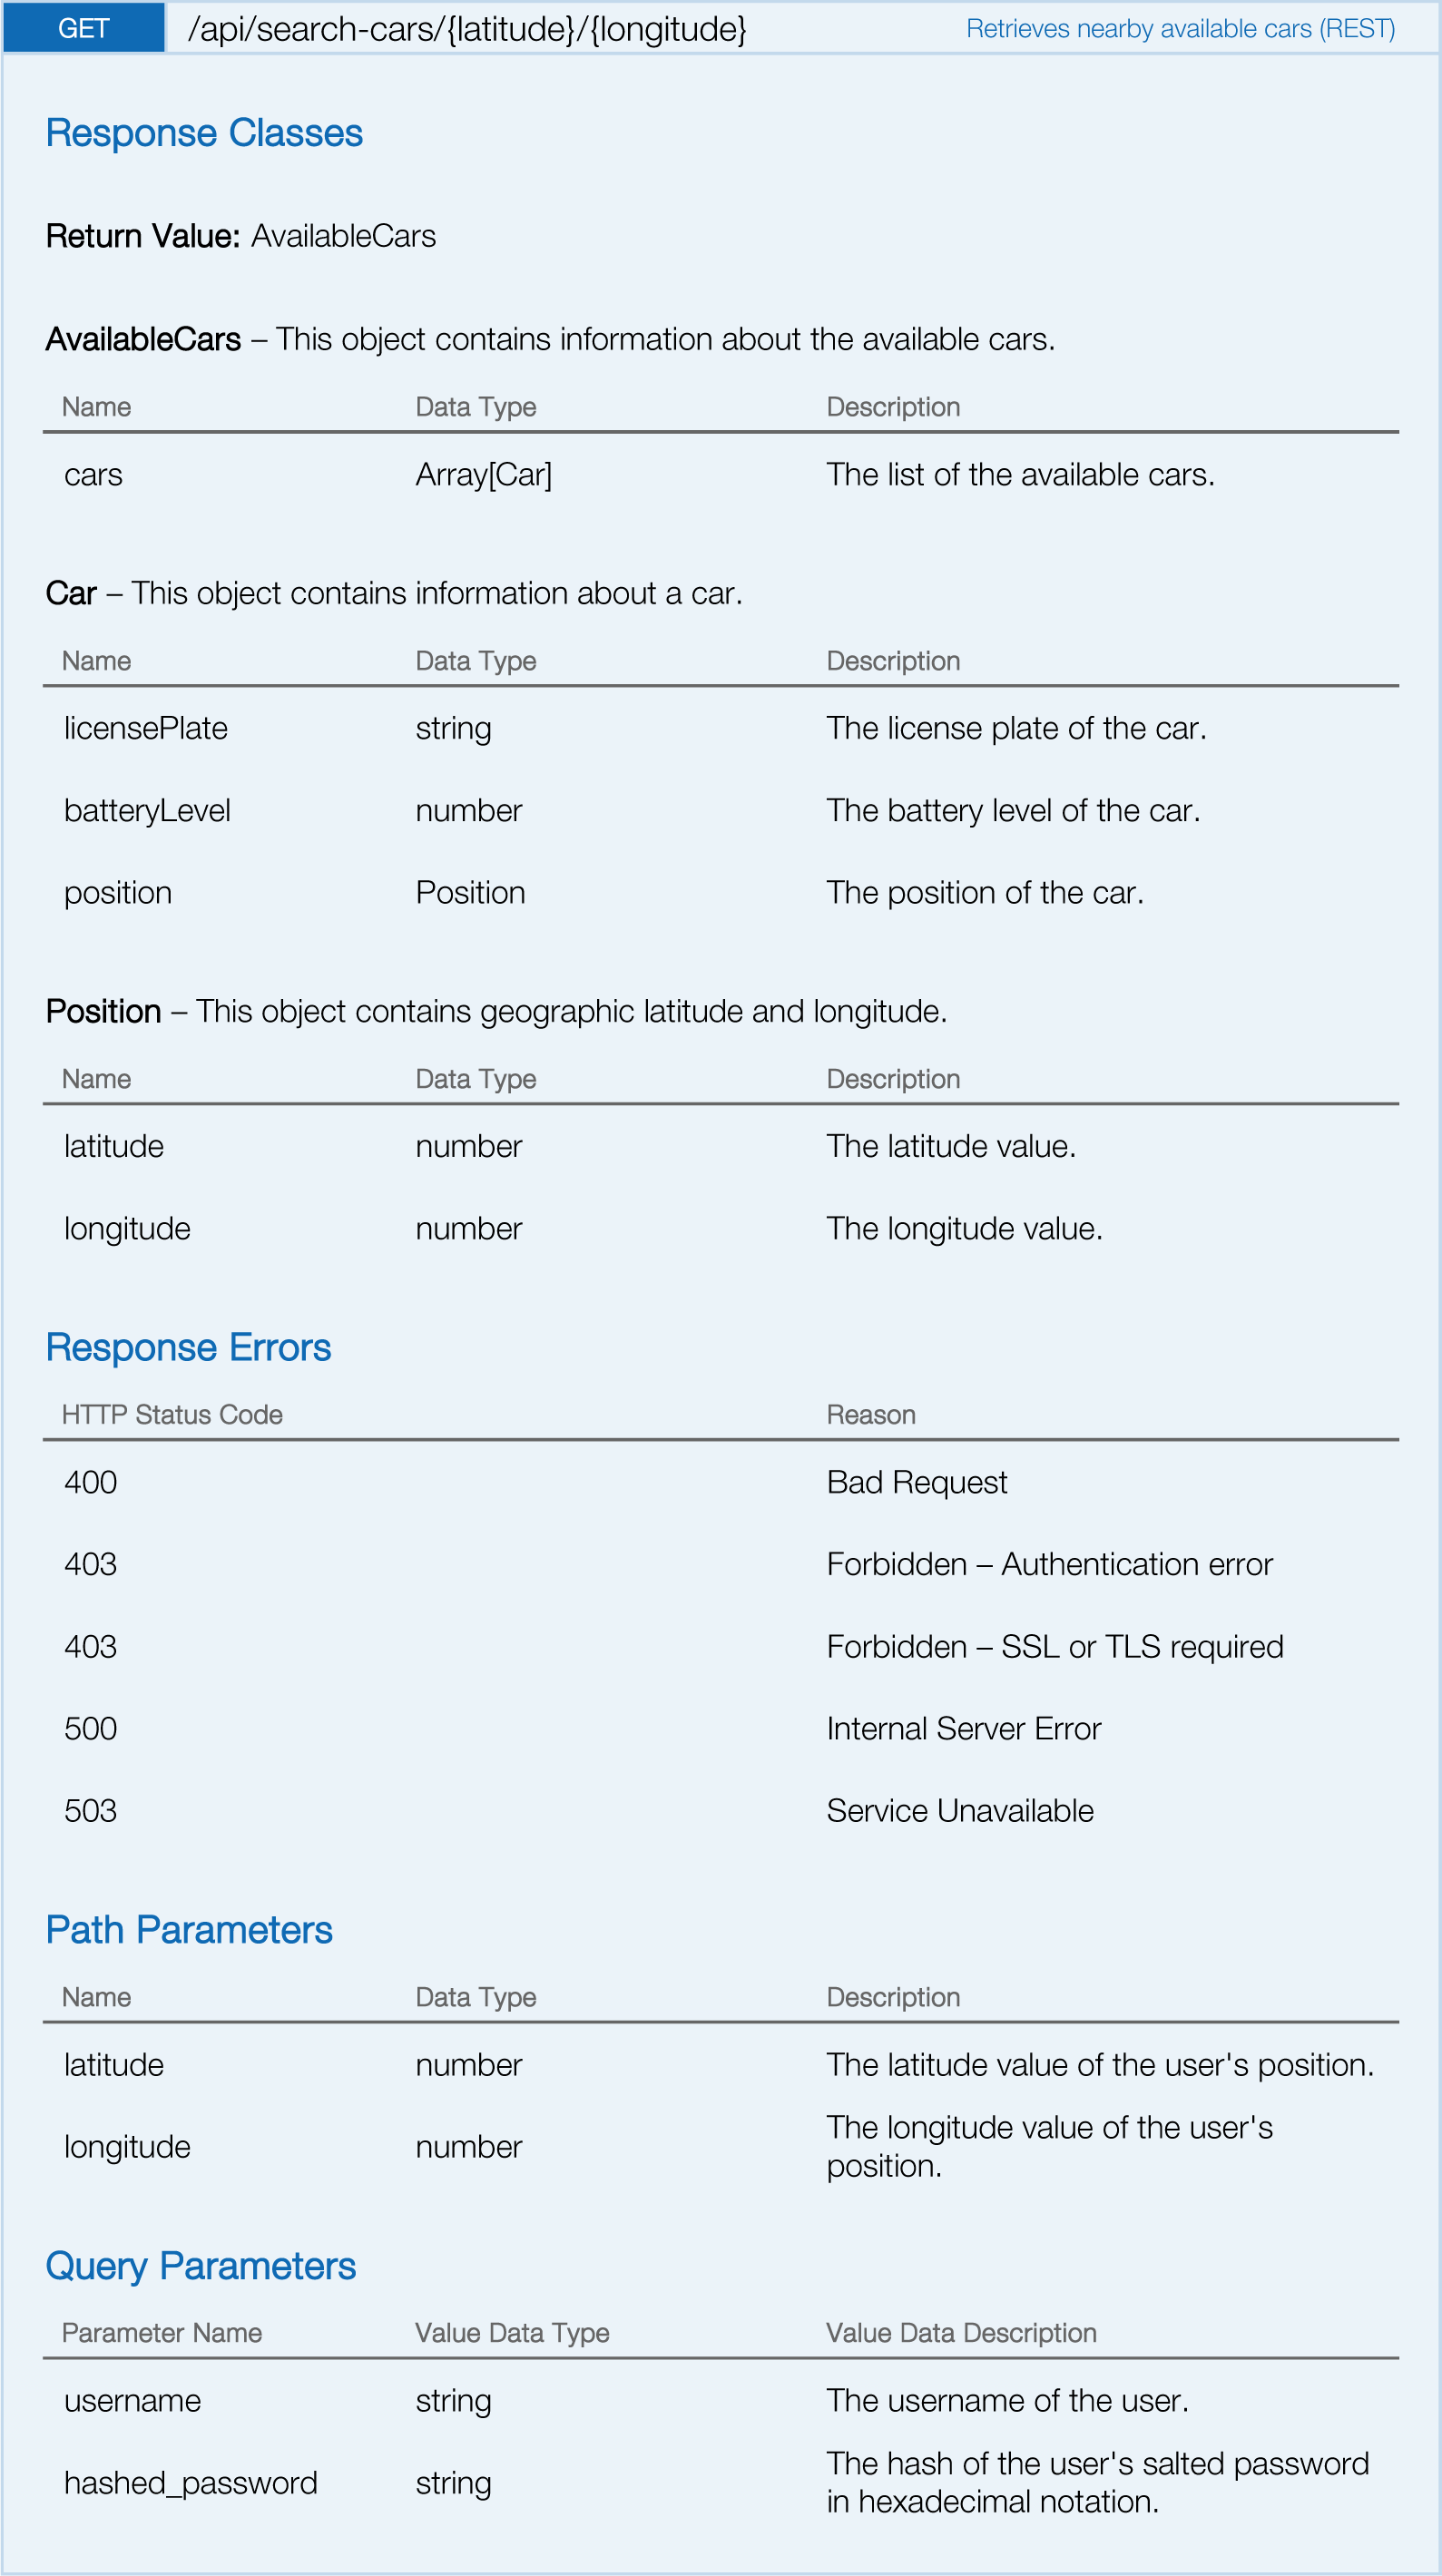 GET /api/search-cars/{latitude}/{longitude} Retrieves nearby available cars (REST)
Response Classes
Return Value: AvailableCars
AvailableCars – This object contains information about the available cars.
Name Data Type Description
cars Array[Car] The list of the available cars.
Car – This object contains information about a car.
Name Data Type Description
licensePlate string The license plate of the car.
batteryLevel number The battery level of the car.
position Position The position of the car.
Position – This object contains geographic latitude and longitude.
Name Data Type Description
latitude number The latitude value.
longitude number The longitude value.
Response Errors
HTTP Status Code Reason
400 Bad Request
403 Forbidden – Authentication error
403 Forbidden – SSL or TLS required
500 Internal Server Error
503 Service Unavailable
Path Parameters
Name Data Type Description
latitude number The latitude value of the user's position.
longitude number The longitude value of the user's
position.
Query Parameters
Parameter Name Value Data Type Value Data Description
username string The username of the user.
hashed_password string The hash of the user's salted password
in hexadecimal notation.